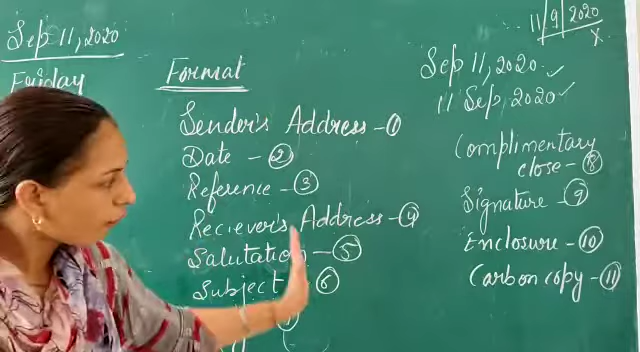 Sep 11, 2020
Friday
Format
Sender's Address - 1
Date - 2
Reference - 3
Reciever's Address - 4
Salutation - 5
Subject 6
11/9/2020
X
Sep 11, 2020 ✓
11 Sep, 2020 ✓
Complimentary
close - 8
Signature - 9
Enclosure - 10
Carbon copy - 11